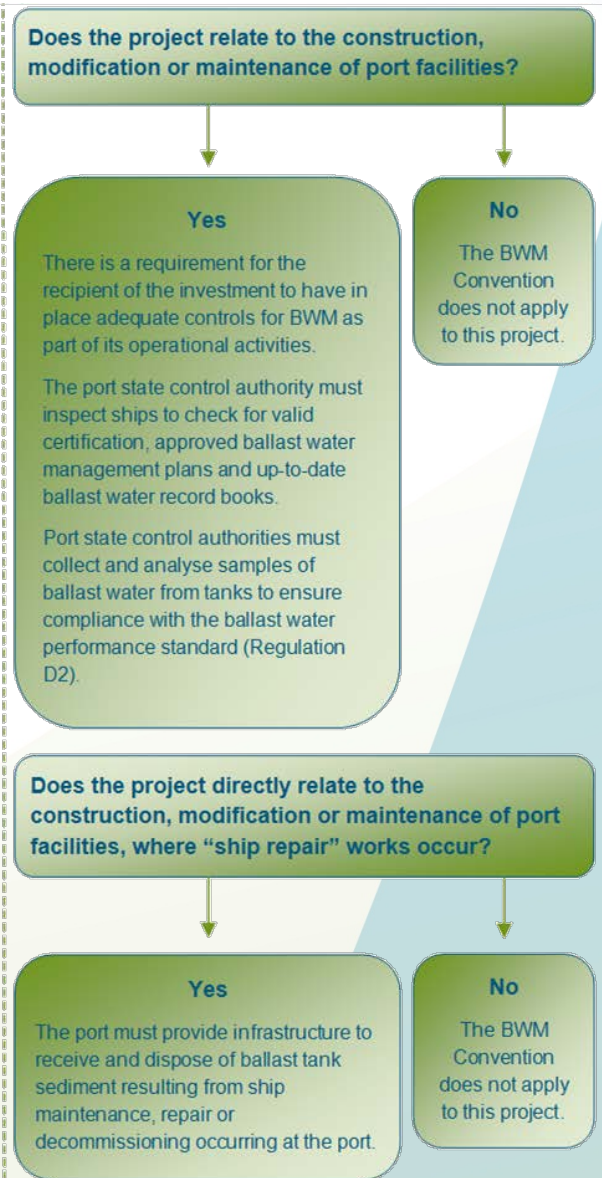 Does the project relate to the construction,
modification or maintenance of port facilities?
Yes
There is a requirement for the
recipient of the investment to have in
place adequate controls for BWM as
part of its operational activities.
The port state control authority must
inspect ships to check for valid
certification, approved ballast water
management plans and up-to-date
ballast water record books.
Port state control authorities must
collect and analyse samples of
ballast water from tanks to ensure
compliance with the ballast water
performance standard (Regulation
D2).
No
The BWM
Convention
does not apply
to this project.
Does the project directly relate to the
construction, modification or maintenance of port
facilities, where “ship repair” works occur?
Yes
The port must provide infrastructure to
receive and dispose of ballast tank
sediment resulting from ship
maintenance, repair or
decommissioning occurring at the port.
No
The BWM
Convention
does not apply
to this project.